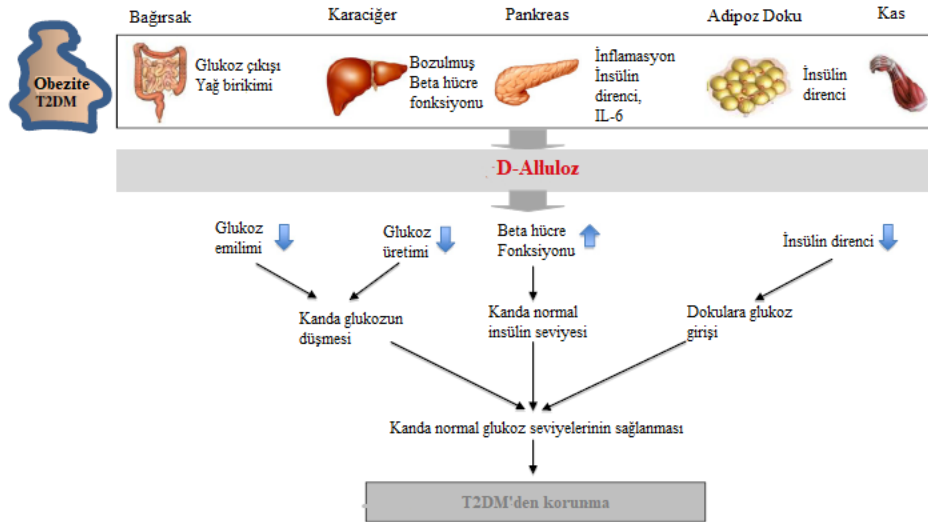 Bağırsak
Karaciğer
Pankreas
Adipoz Doku
Kas
Obezite
T2DM
Glukoz çıkışı
Yağ birikimi
Bozulmuş
Beta hücre
fonksiyonu
İnflamasyon
İnsülin
direnci,
IL-6
İnsülin
direnci
D-Alluloz
Glukoz
emilimi
Glukoz
üretimi
Beta hücre
Fonksiyonu
İnsülin direnci
Kanda glukozun
düşmesi
Kanda normal
insülin seviyesi
Dokulara glukoz
girişi
Kanda normal glukoz seviyelerinin sağlanması
T2DM'den korunma